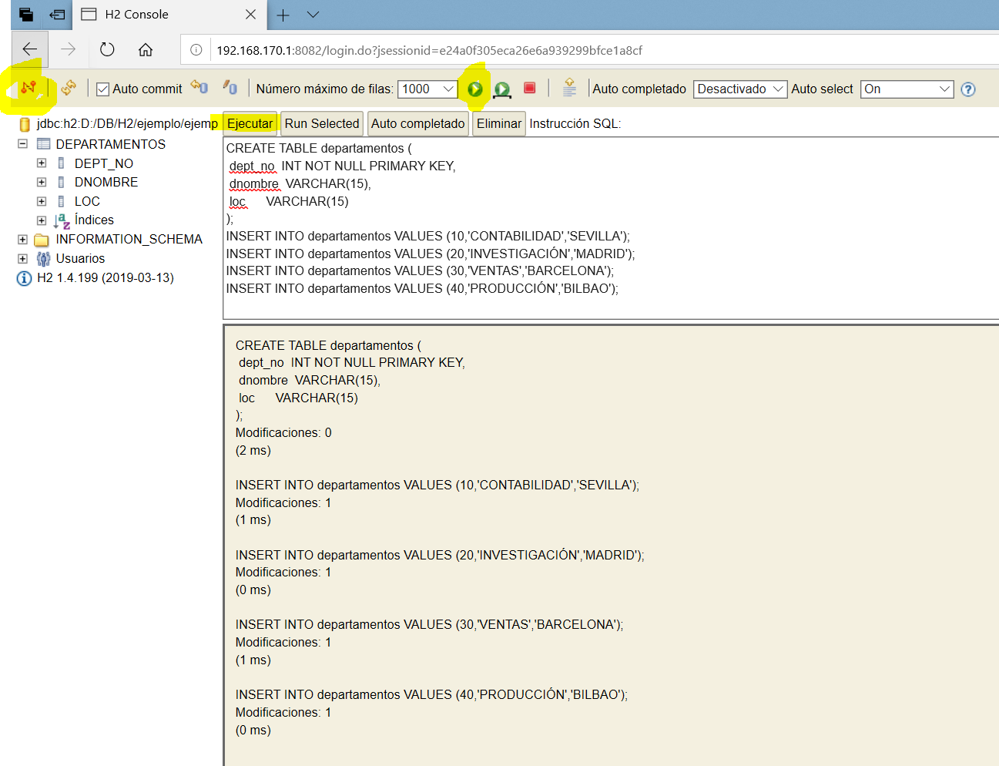 H2 Console
192.168.170.1:8082/login.do?jsessionid=e24a0f305eca26e6a939299bfce1a8cf
Auto commit Número máximo de filas: 1000 Auto completado Desactivado Auto select On
jdbc:h2:D:/DB/H2/ejemplo/ejemp
DEPARTAMENTOS
DEPT_NO
DNOMBRE
LOC
Índices
INFORMATION_SCHEMA
Usuarios
H2 1.4.199 (2019-03-13)
Ejecutar Run Selected Auto completado Eliminar Instrucción SQL:
CREATE TABLE departamentos (
dept_no INT NOT NULL PRIMARY KEY,
dnombre VARCHAR(15),
loc VARCHAR(15)
);
INSERT INTO departamentos VALUES (10,'CONTABILIDAD','SEVILLA');
INSERT INTO departamentos VALUES (20,'INVESTIGACIÓN','MADRID');
INSERT INTO departamentos VALUES (30,'VENTAS','BARCELONA');
INSERT INTO departamentos VALUES (40,'PRODUCCIÓN','BILBAO');
CREATE TABLE departamentos (
dept_no INT NOT NULL PRIMARY KEY,
dnombre VARCHAR(15),
loc VARCHAR(15)
);
Modificaciones: 0
(2 ms)
INSERT INTO departamentos VALUES (10,'CONTABILIDAD','SEVILLA');
Modificaciones: 1
(1 ms)
INSERT INTO departamentos VALUES (20,'INVESTIGACIÓN','MADRID');
Modificaciones: 1
(0 ms)
INSERT INTO departamentos VALUES (30,'VENTAS','BARCELONA');
Modificaciones: 1
(1 ms)
INSERT INTO departamentos VALUES (40,'PRODUCCIÓN','BILBAO');
Modificaciones: 1
(0 ms)